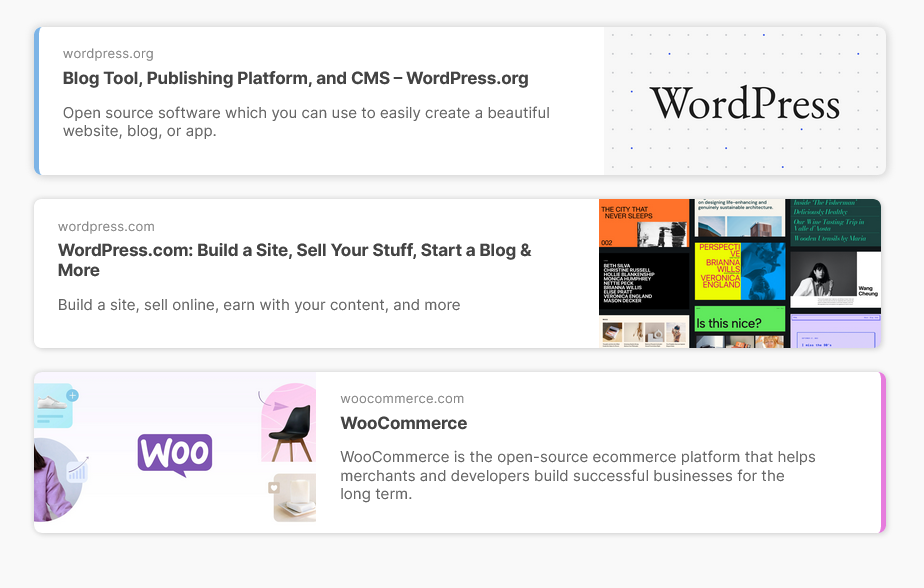 wordpress.org
Blog Tool, Publishing Platform, and CMS – WordPress.org
Open source software which you can use to easily create a beautiful
website, blog, or app.
WordPress
wordpress.com
WordPress.com: Build a Site, Sell Your Stuff, Start a Blog &
More
Build a site, sell online, earn with your content, and more
THE CITY THAT
NEVER SLEEPS
002
BETH SILVA
CHRISTINE RUSSELL
HOLLIE BLANKENSHIP
MONICA HUMPHREY
NETTIE PECK
BRIANNA WILLIS
ELISE PRATT
VERONICA ENGLAND
MASON DECKER
on designing life-enhancing and
genuinely sustainable architecture.
PERSPECTI
VE
BRIANNA
WILLS
VERONICA
ENGLAND
Is this nice?
Inside 'The Fisherman'
Deliciously Healthy
Our Wine Tasting Trip in
Valle d'Aosta
Wooden Utensils by Maria
Wang
Cheung
I also the 90's
woocommerce.com
WooCommerce
WooCommerce is the open-source ecommerce platform that helps
merchants and developers build successful businesses for the
long term.
WOO